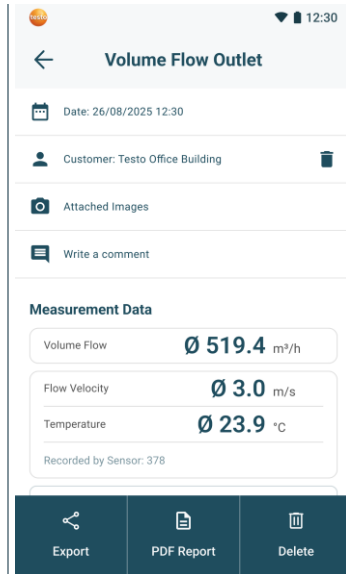 testo
12:30
Volume Flow Outlet
Date: 26/08/2025 12:30
Customer: Testo Office Building
Attached Images
Write a comment
Measurement Data
Volume Flow Ø 519.4 m³/h
Flow Velocity Ø 3.0 m/s
Temperature Ø 23.9 °C
Recorded by Sensor: 378
Export PDF Report Delete